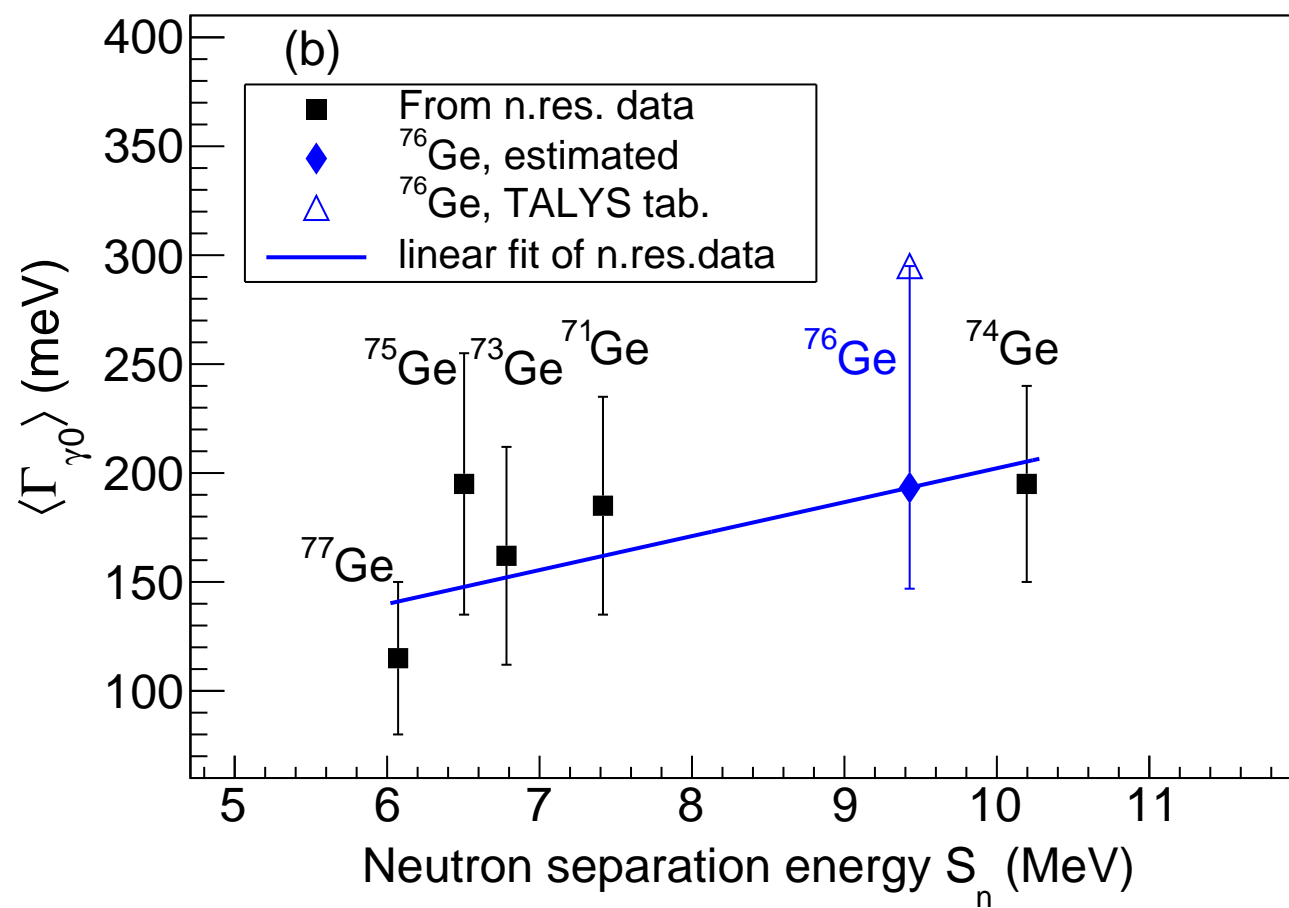 (b)
From n.res. data
⁷⁶Ge, estimated
⁷⁶Ge, TALYS tab.
linear fit of n.res.data
400
350
300
250
200
150
100
⟨Γγ0⟩ (meV)
⁷⁷Ge
⁷⁵Ge
⁷³Ge
⁷¹Ge
⁷⁶Ge
⁷⁴Ge
5 6 7 8 9 10 11
Neutron separation energy Sₙ (MeV)